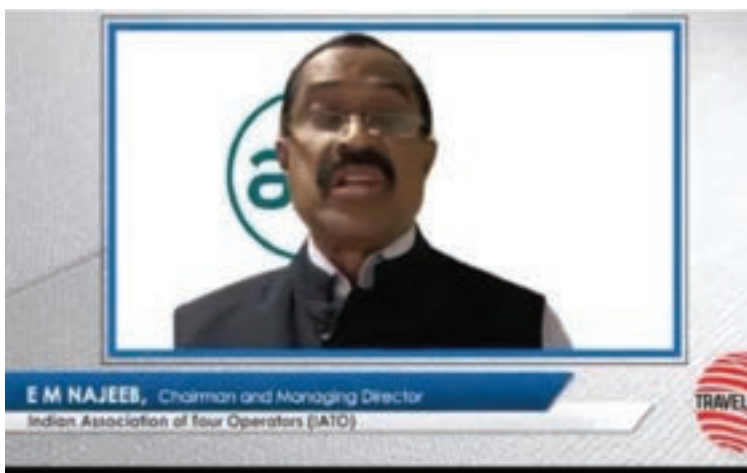 a
E M NAJEEB, Chairman and Managing Director
Indian Association of Tour Operators (IATO)
TRAVEL